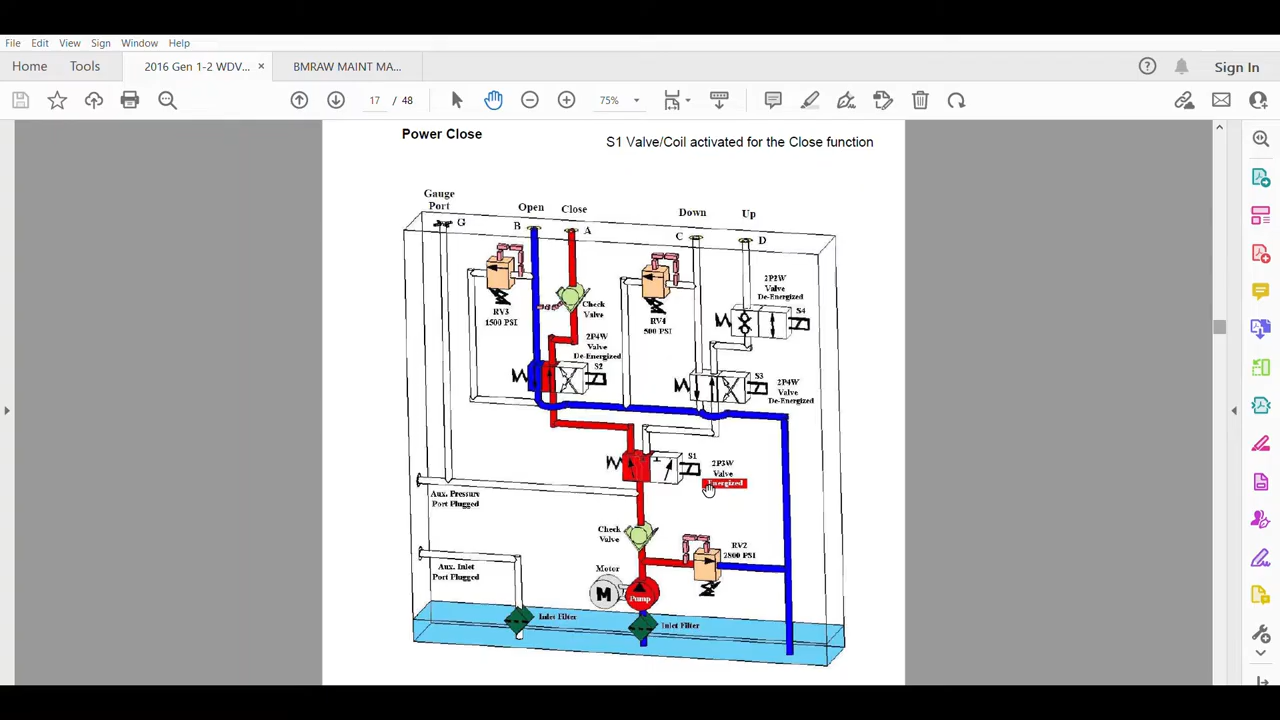 File Edit View Sign Window Help
Home Tools 2016 Gen 1-2 WDV... × BMRAW MAINT MA... Sign In
17 / 48 75%
Power Close
S1 Valve/Coil activated for the Close function
Gauge
Port
G
Open
B
Close
A
Down
C
Up
D
RV3
1500 PSI
Check
Valve
2P4W
Valve
De-Energized
S2
RV4
500 PSI
2P2W
Valve
De-Energized
S4
S3
2P4W
Valve
De-Energized
S1
2P3W
Valve
Energized
Aux. Pressure
Port Plugged
Check
Valve
RV2
2800 PSI
Aux. Inlet
Port Plugged
Motor
M
Pump
Inlet Filter
Inlet Filter